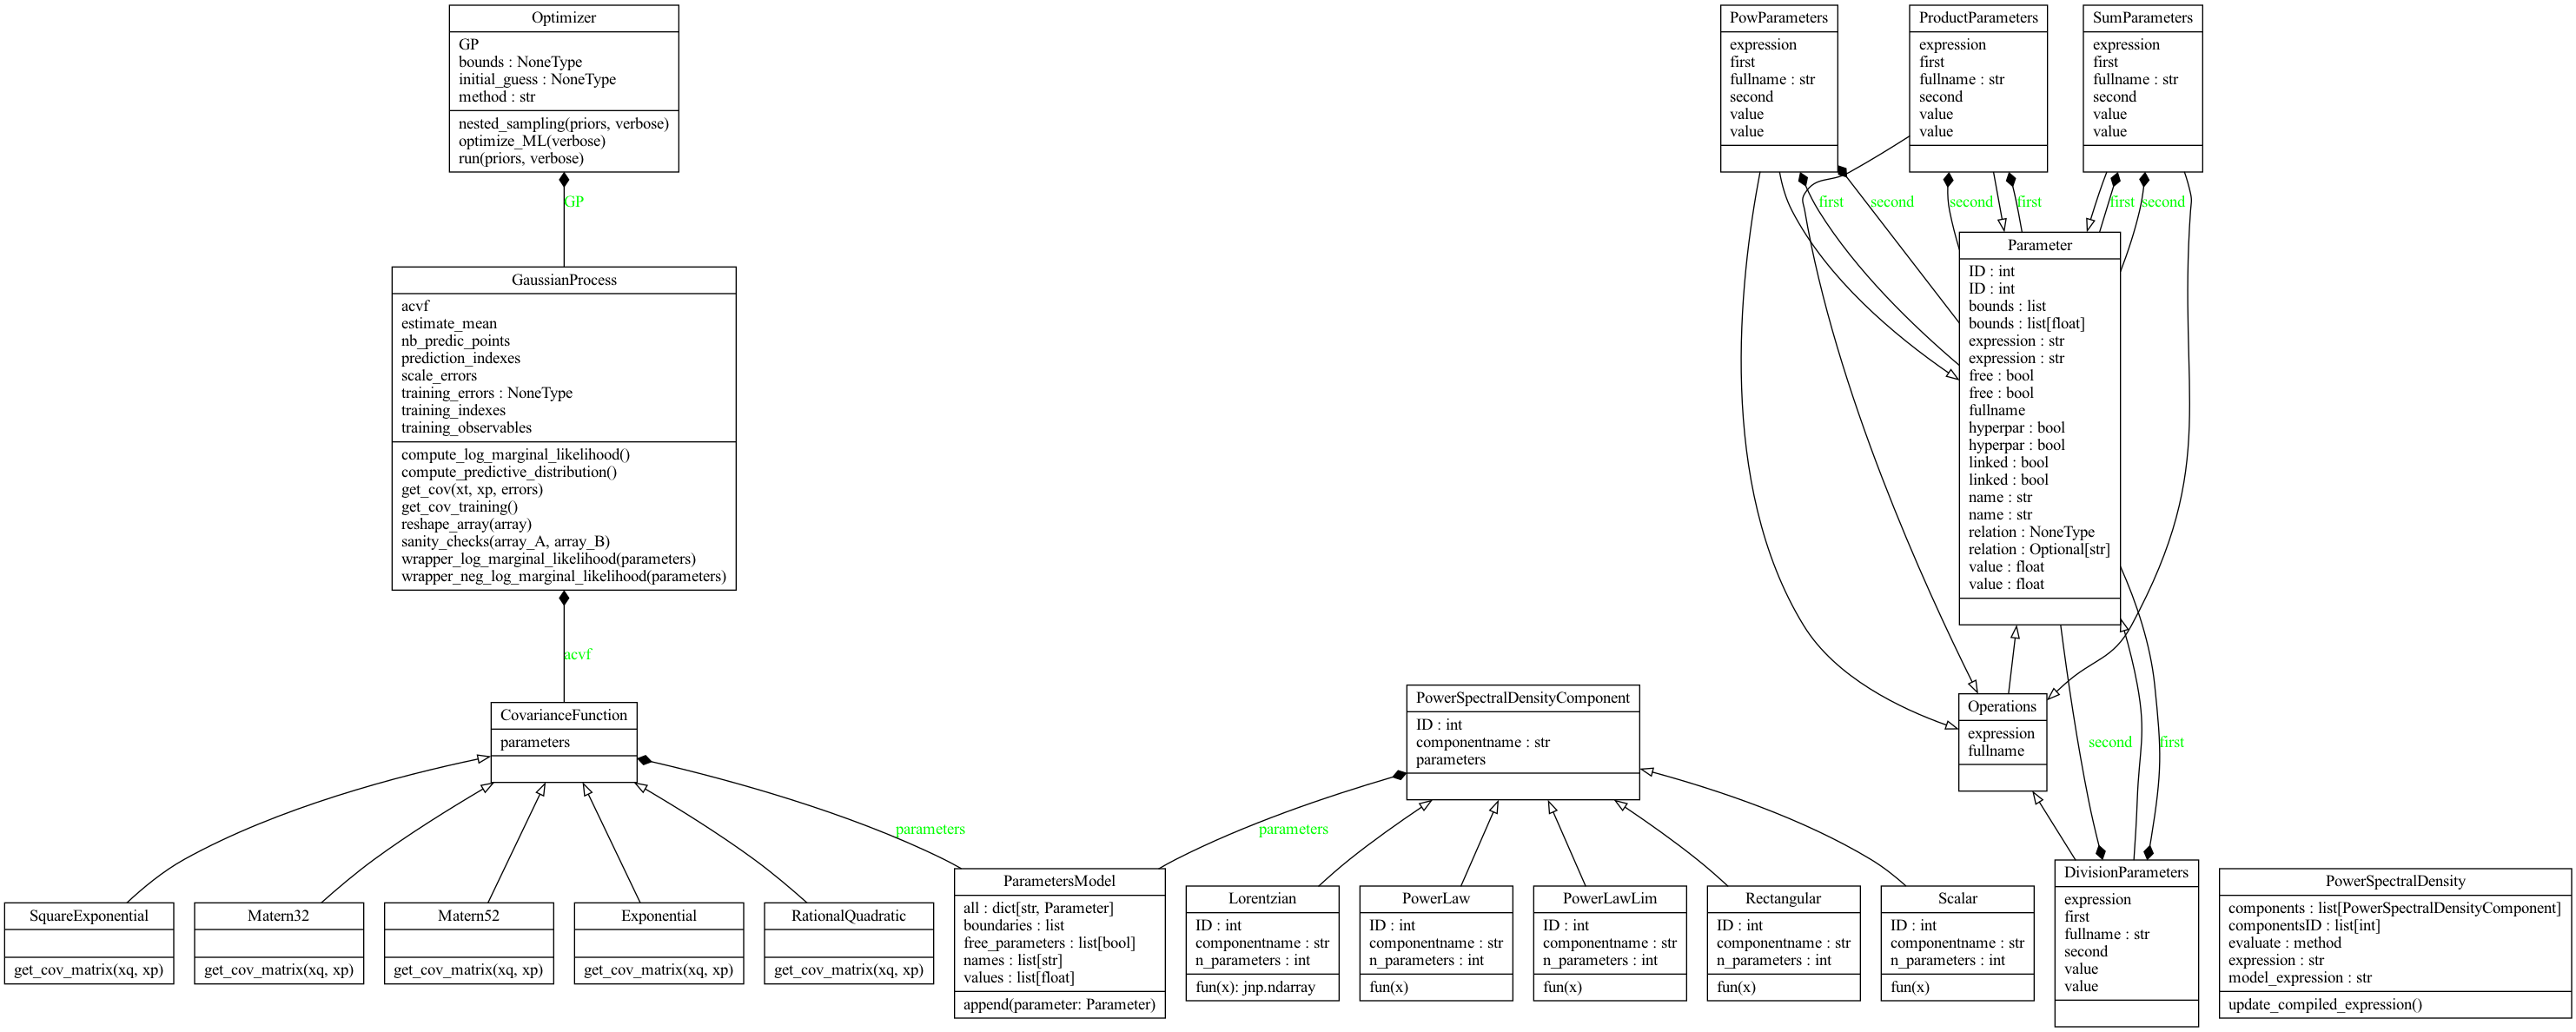 Optimizer
GP
bounds : NoneType
initial_guess : NoneType
method : str
nested_sampling(priors, verbose)
optimize_ML(verbose)
run(priors, verbose)
PowParameters
expression
first
fullname : str
second
value
value
ProductParameters
expression
first
fullname : str
second
value
value
SumParameters
expression
first
fullname : str
second
value
value
GP
first
second
second
first
first
second
GaussianProcess
acvf
estimate_mean
nb_predic_points
prediction_indexes
scale_errors
training_errors : NoneType
training_indexes
training_observables
compute_log_marginal_likelihood()
compute_predictive_distribution()
get_cov(xt, xp, errors)
get_cov_training()
reshape_array(array)
sanity_checks(array_A, array_B)
wrapper_log_marginal_likelihood(parameters)
wrapper_neg_log_marginal_likelihood(parameters)
Parameter
ID : int
ID : int
bounds : list
bounds : list[float]
expression : str
expression : str
free : bool
free : bool
fullname
hyperpar : bool
hyperpar : bool
linked : bool
linked : bool
name : str
name : str
relation : NoneType
relation : Optional[str]
value : float
value : float
acvf
CovarianceFunction
parameters
PowerSpectralDensityComponent
ID : int
componentname : str
parameters
Operations
expression
fullname
second
first
parameters
parameters
SquareExponential
get_cov_matrix(xq, xp)
Matern32
get_cov_matrix(xq, xp)
Matern52
get_cov_matrix(xq, xp)
Exponential
get_cov_matrix(xq, xp)
RationalQuadratic
get_cov_matrix(xq, xp)
ParametersModel
all : dict[str, Parameter]
boundaries : list
free_parameters : list[bool]
names : list[str]
values : list[float]
append(parameter: Parameter)
Lorentzian
ID : int
componentname : str
n_parameters : int
fun(x): jnp.ndarray
PowerLaw
ID : int
componentname : str
n_parameters : int
fun(x)
PowerLawLim
ID : int
componentname : str
n_parameters : int
fun(x)
Rectangular
ID : int
componentname : str
n_parameters : int
fun(x)
Scalar
ID : int
componentname : str
n_parameters : int
fun(x)
DivisionParameters
expression
first
fullname : str
second
value
value
PowerSpectralDensity
components : list[PowerSpectralDensityComponent]
componentsID : list[int]
evaluate : method
expression : str
model_expression : str
update_compiled_expression()